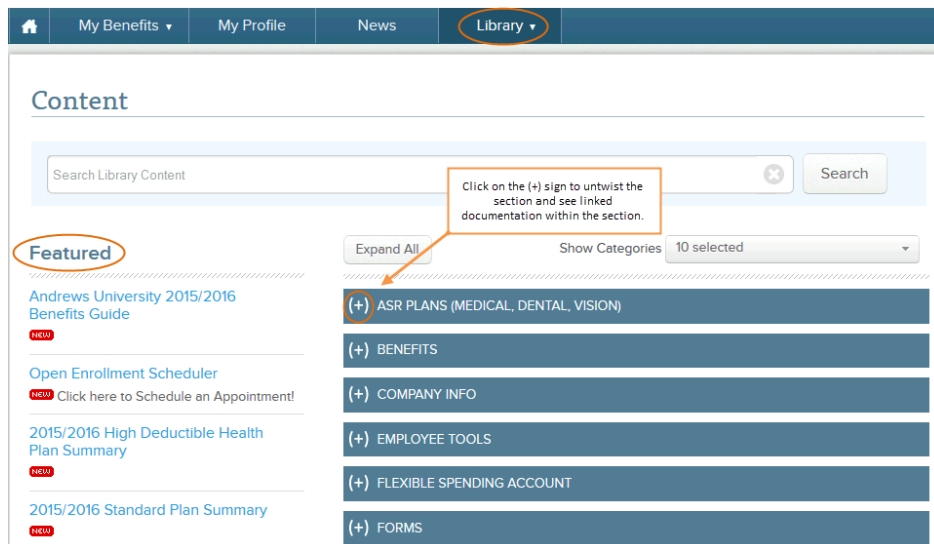 My Benefits ▾
My Profile
News
Library ▾
Content
Search Library Content
Search
Click on the (+) sign to untwist the
section and see linked
documentation within the section.
Featured
Expand All
Show Categories
10 selected
Andrews University 2015/2016
Benefits Guide
NEW
Open Enrollment Scheduler
NEW Click here to Schedule an Appointment!
2015/2016 High Deductible Health
Plan Summary
NEW
2015/2016 Standard Plan Summary
NEW
(+) ASR PLANS (MEDICAL, DENTAL, VISION)
(+) BENEFITS
(+) COMPANY INFO
(+) EMPLOYEE TOOLS
(+) FLEXIBLE SPENDING ACCOUNT
(+) FORMS